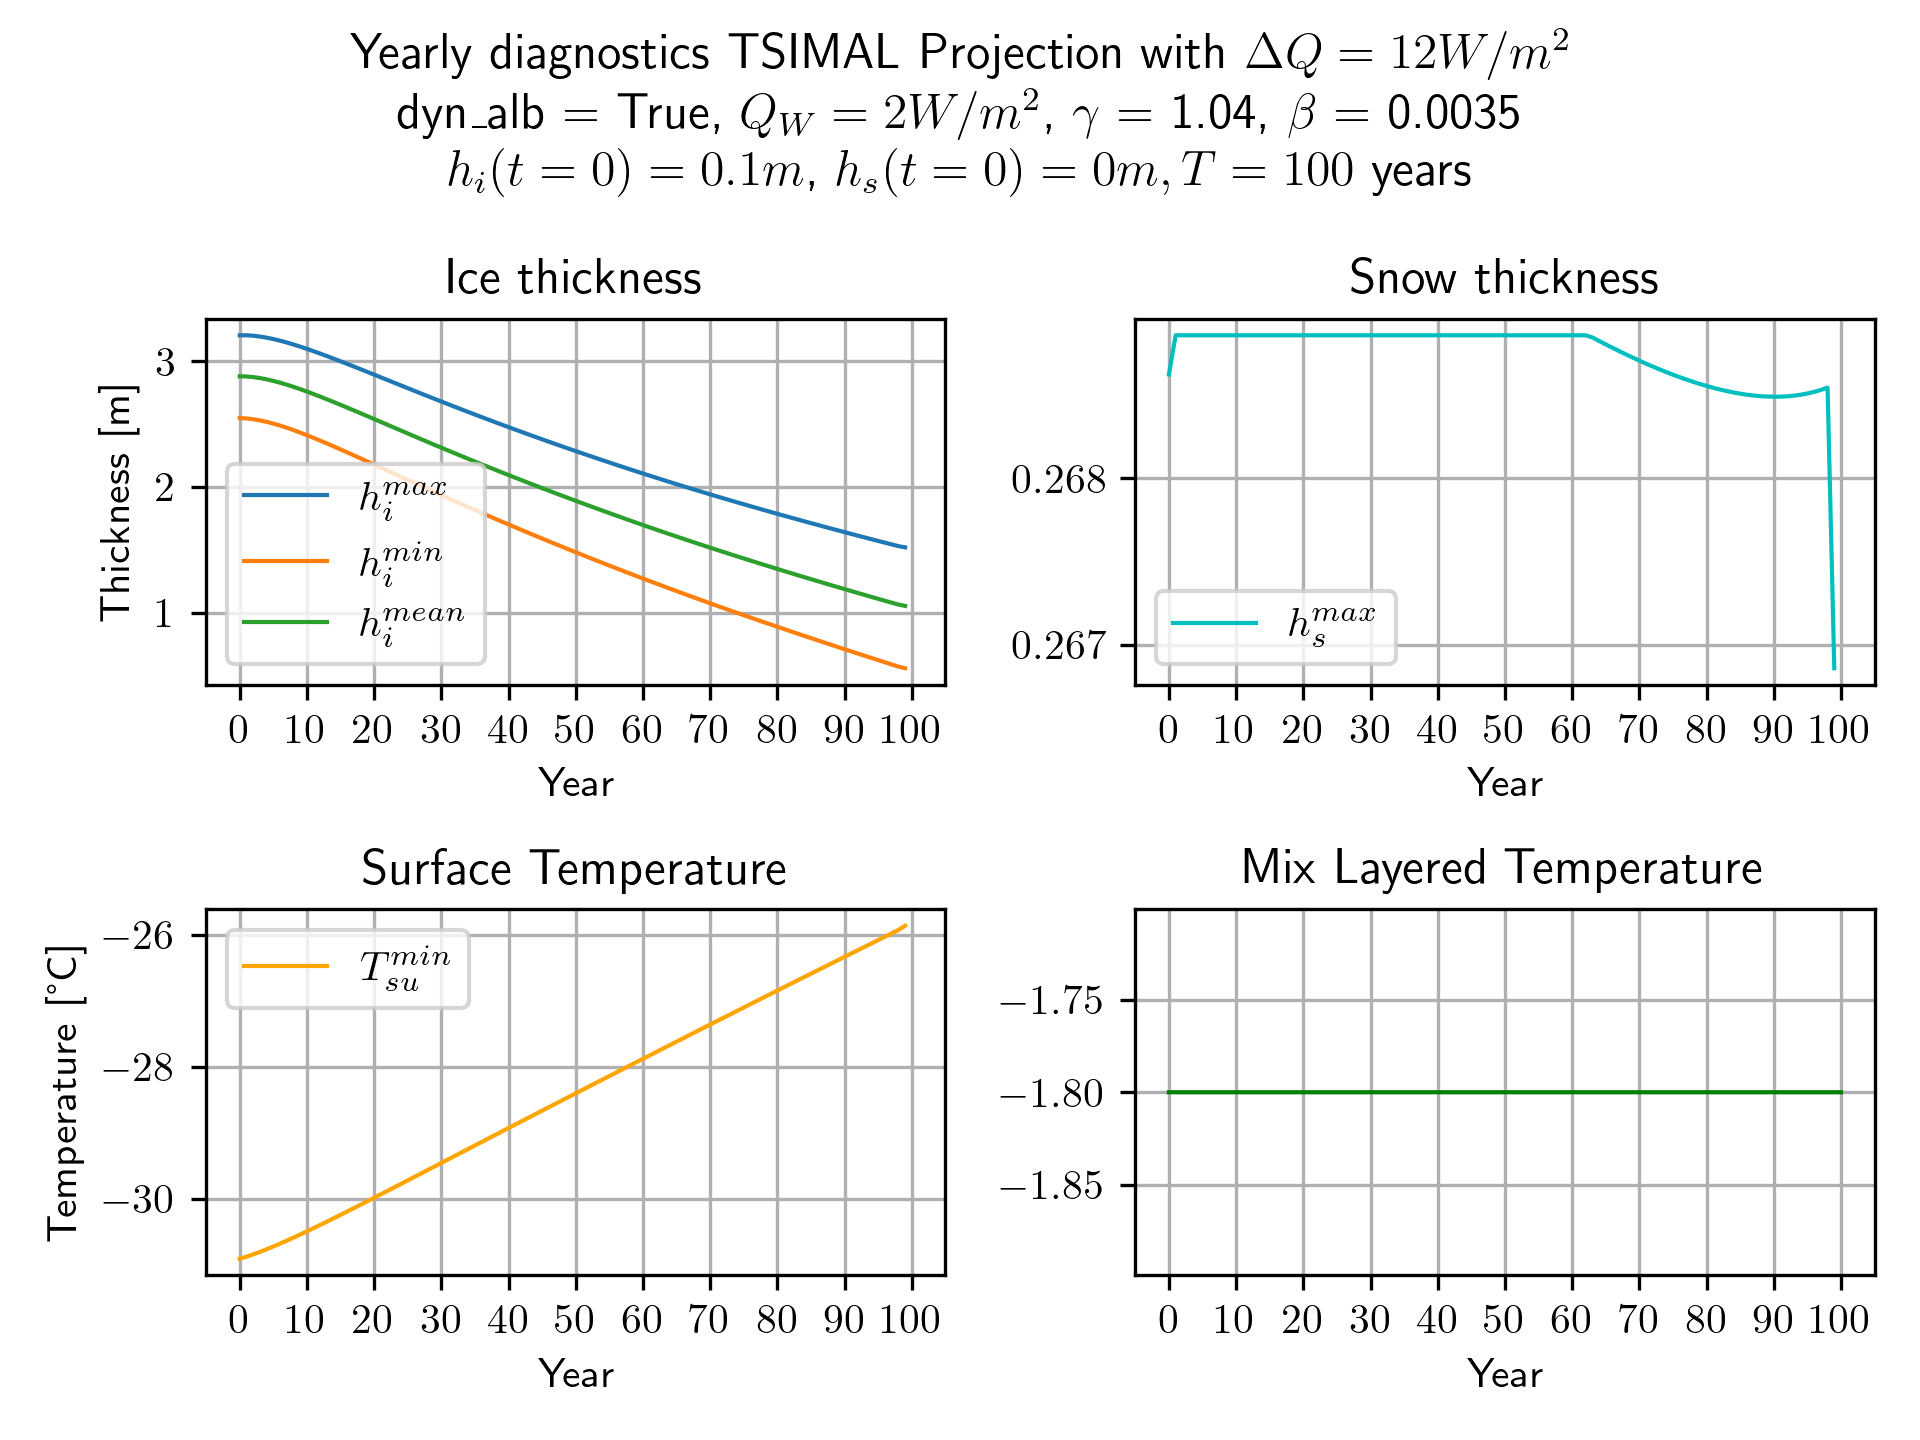 Yearly diagnostics TSIMAL Projection with ΔQ = 12W/m²
dyn_alb = True, Q_W = 2W/m², γ = 1.04, β = 0.0035
h_i(t = 0) = 0.1m, h_s(t = 0) = 0m, T = 100 years
Ice thickness
Thickness [m]
3
2
1
h_i^{max}
h_i^{min}
h_i^{mean}
0 10 20 30 40 50 60 70 80 90 100
Year
Snow thickness
0.268
0.267
h_s^{max}
0 10 20 30 40 50 60 70 80 90 100
Year
Surface Temperature
Temperature [°C]
−26
−28
−30
T_{su}^{min}
0 10 20 30 40 50 60 70 80 90 100
Year
Mix Layered Temperature
−1.75
−1.80
−1.85
0 10 20 30 40 50 60 70 80 90 100
Year